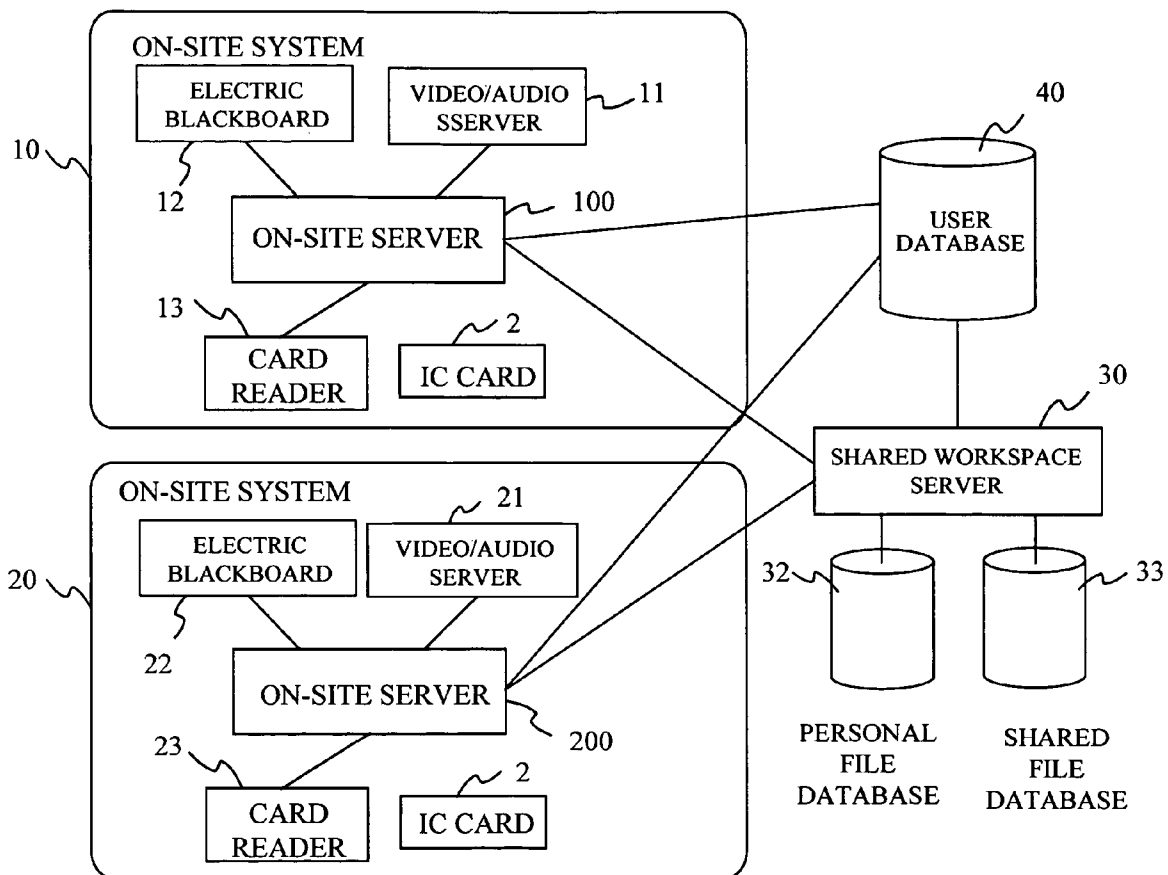 ON-SITE SYSTEM
ELECTRIC
BLACKBOARD
VIDEO/AUDIO
SSERVER
11
10
12
ON-SITE SERVER
100
13
CARD
READER
2
IC CARD
40
USER
DATABASE
30
SHARED WORKSPACE
SERVER
ON-SITE SYSTEM
ELECTRIC
BLACKBOARD
21
VIDEO/AUDIO
SERVER
20
22
ON-SITE SERVER
200
23
CARD
READER
2
IC CARD
32
33
PERSONAL
FILE
DATABASE
SHARED
FILE
DATABASE